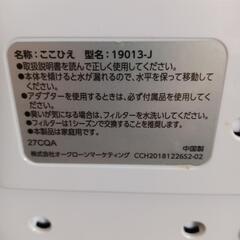 名称：ここひえ　型名：19013-J
●取扱説明書を読んで正しく使用してください。
●本体を傾けると水が漏れるので、水平を保って移動してください。
●アダプターを使用するときは、必ず付属品を使用してください。
●臭いが気になる場合は、フィルターを水洗いしてください。
●フィルターは1シーズンで交換することを推奨します。
●日本国内専用　●家庭用
27CQA　中国製
株式会社オークローンマーケティング　CCH20181226S2-02